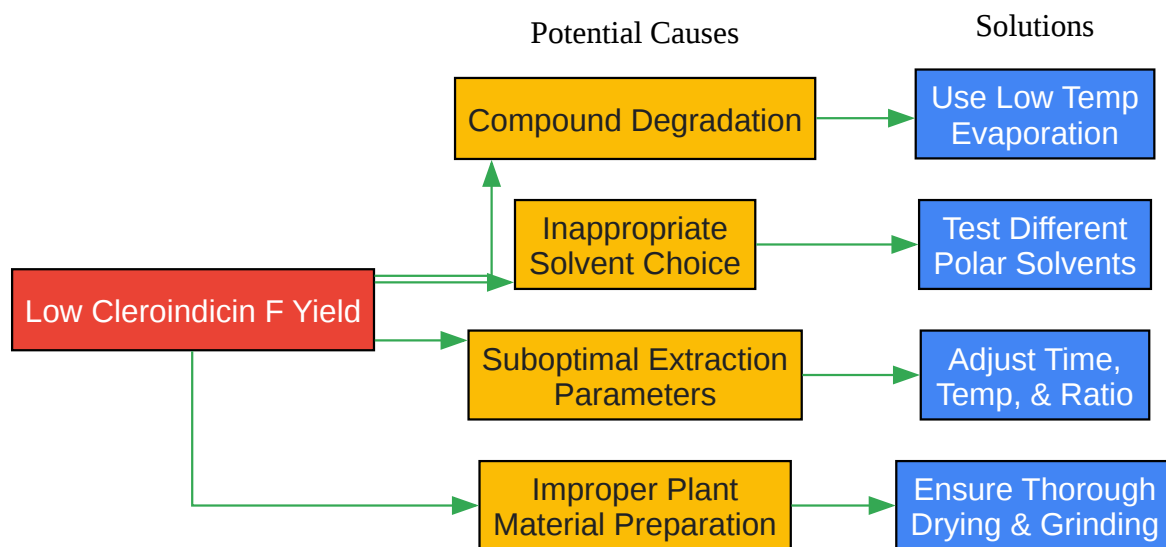 Potential Causes
Solutions
Compound Degradation
Use Low Temp
Evaporation
Inappropriate
Solvent Choice
Test Different
Polar Solvents
Low Cleroindicin F Yield
Suboptimal Extraction
Parameters
Adjust Time,
Temp, & Ratio
Improper Plant
Material Preparation
Ensure Thorough
Drying & Grinding